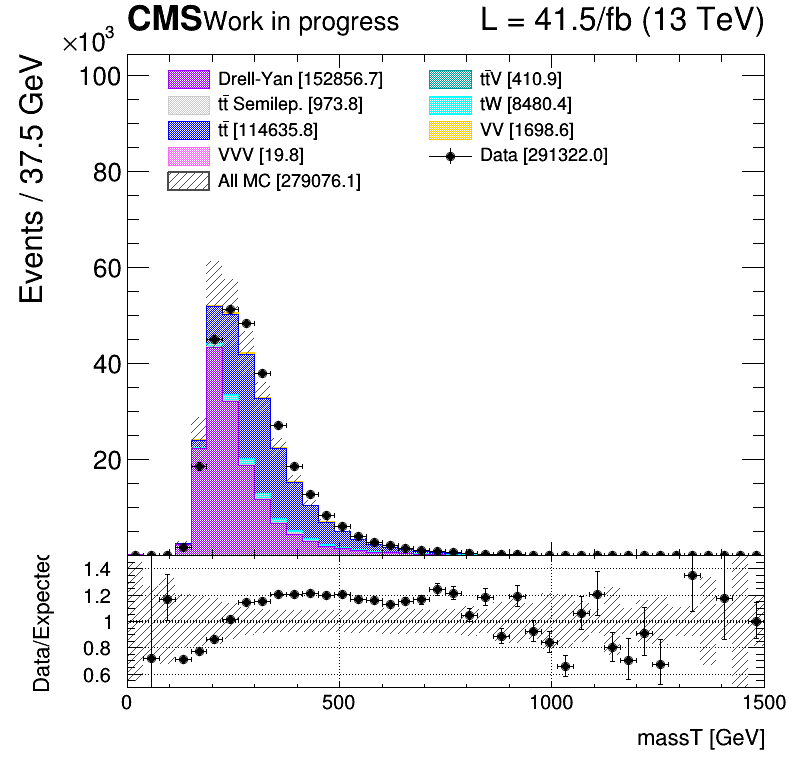 CMS Work in progress L = 41.5/fb (13 TeV)
×10³
Events / 37.5 GeV
100
80
60
40
20
Drell-Yan [152856.7]
tt̄ Semilep. [973.8]
tt̄ [114635.8]
VVV [19.8]
All MC [279076.1]
tt̄V [410.9]
tW [8480.4]
VV [1698.6]
Data [291322.0]
Data/Expected
1.4
1.2
1
0.8
0.6
0 500 1000 1500
massT [GeV]